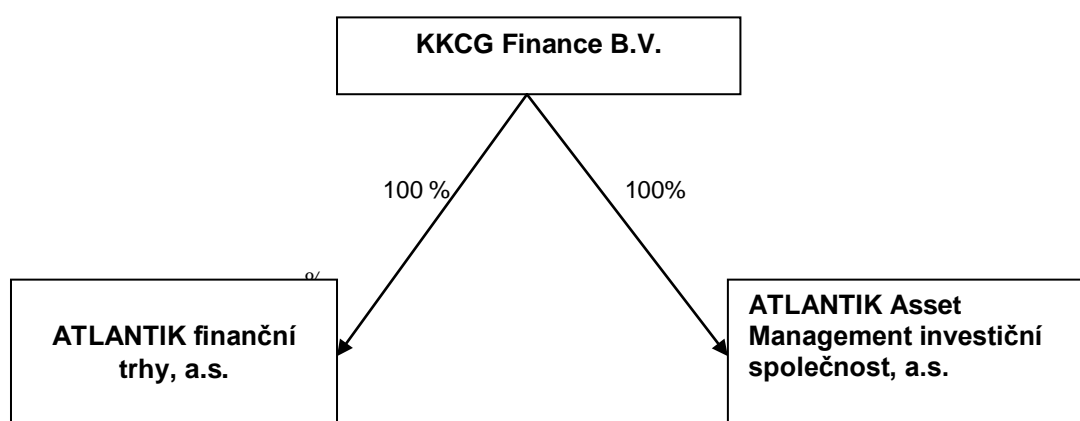 KKCG Finance B.V.
100 %
100%
%
ATLANTIK finanční
trhy, a.s.
ATLANTIK Asset
Management investiční
společnost, a.s.